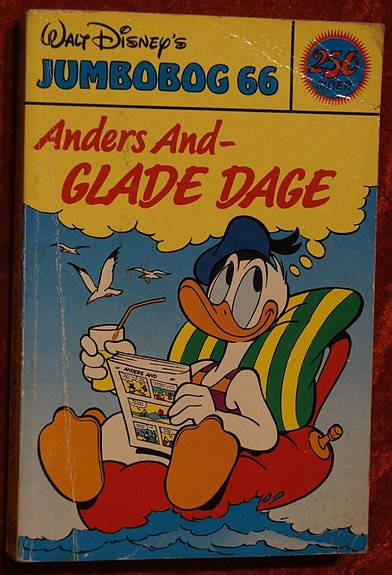 WALT DISNEY'S
JUMBOBOG 66
250
SIDER
Anders And-
GLADE DAGE
ANDERS AND